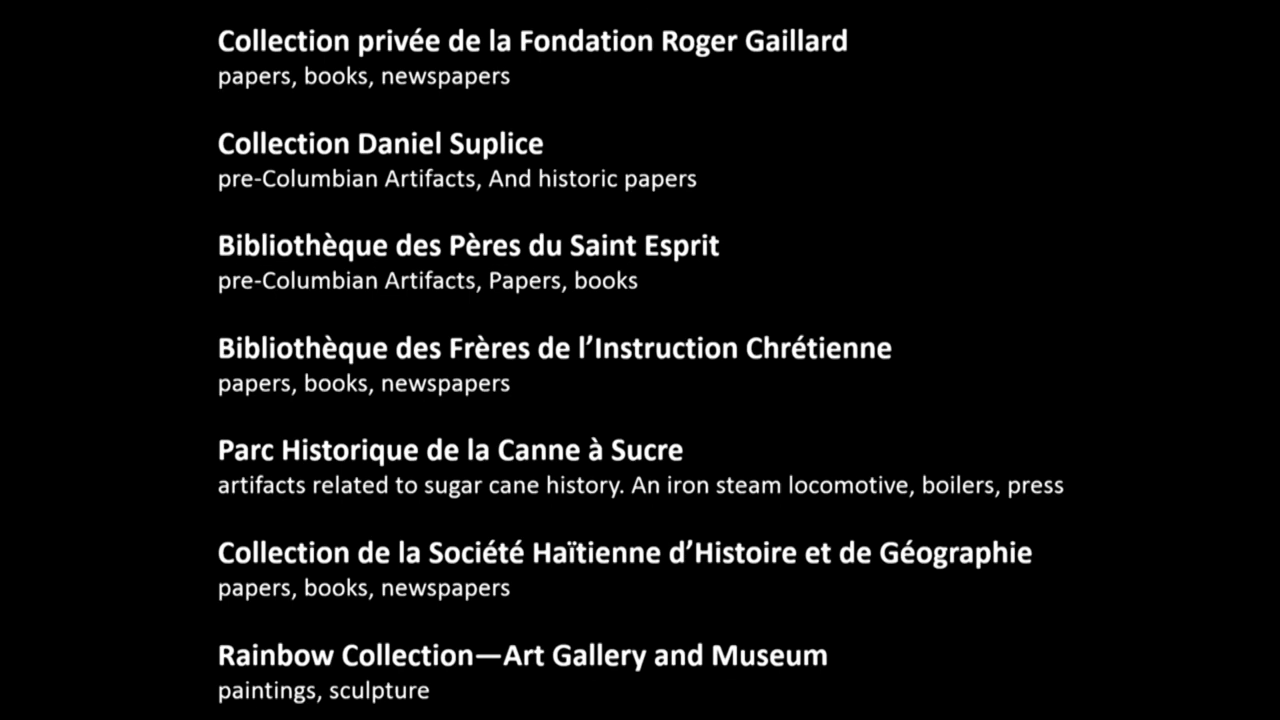 Collection privée de la Fondation Roger Gaillard
papers, books, newspapers
Collection Daniel Suplice
pre-Columbian Artifacts, And historic papers
Bibliothèque des Pères du Saint Esprit
pre-Columbian Artifacts, Papers, books
Bibliothèque des Frères de l’Instruction Chrétienne
papers, books, newspapers
Parc Historique de la Canne à Sucre
artifacts related to sugar cane history. An iron steam locomotive, boilers, press
Collection de la Société Haïtienne d’Histoire et de Géographie
papers, books, newspapers
Rainbow Collection—Art Gallery and Museum
paintings, sculpture